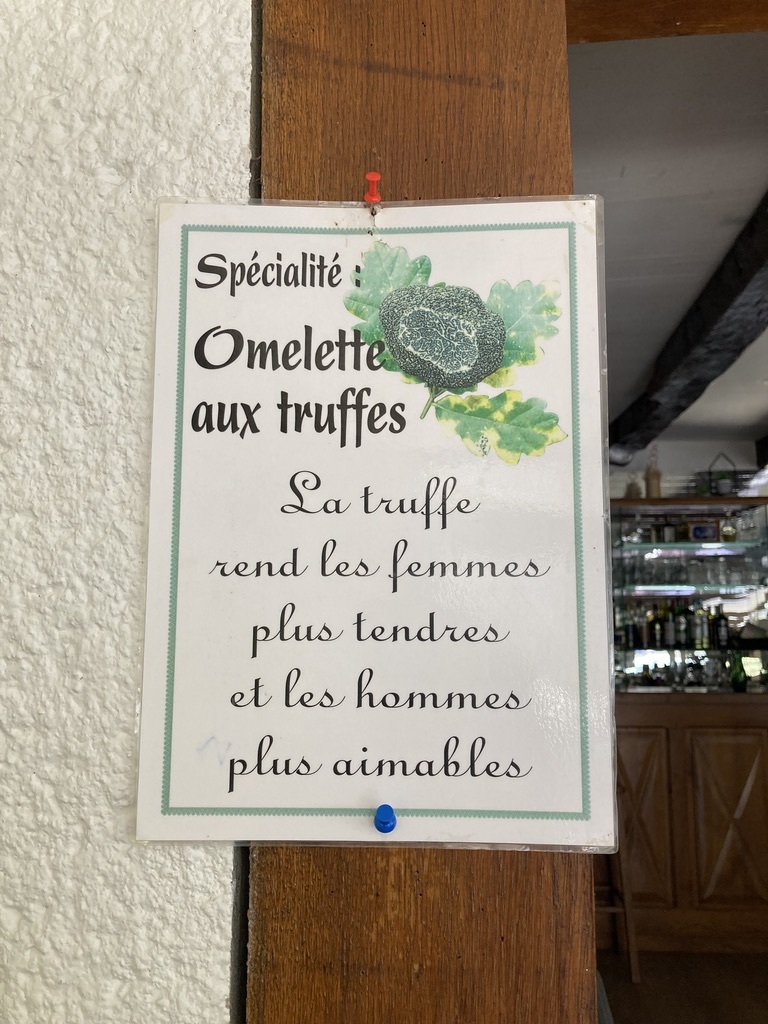 Spécialité :
Omelette
aux truffes
La truffe
rend les femmes
plus tendres
et les hommes
plus aimables